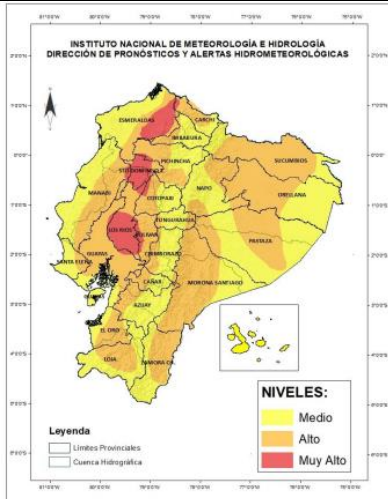 INSTITUTO NACIONAL DE METEOROLOGÍA E HIDROLOGÍA
DIRECCIÓN DE PRONÓSTICOS Y ALERTAS HIDROMETEOROLÓGICAS
ESMERALDAS
CARCHI
IMBABURA
PICHINCHA
SUCUMBIOS
MANABI
COTOPAXI
NAPO
ORELLANA
LOS RIOS
TUNGURAHUA
PASTAZA
GUAYAS
CHIMBORAZO
SANTA ELENA
MORONA SANTIAGO
CAÑAR
AZUAY
EL ORO
LOJA
ZAMORA CH.
NIVELES:
Medio
Alto
Muy Alto
Leyenda
Límites Provinciales
Cuenca Hidrográfica